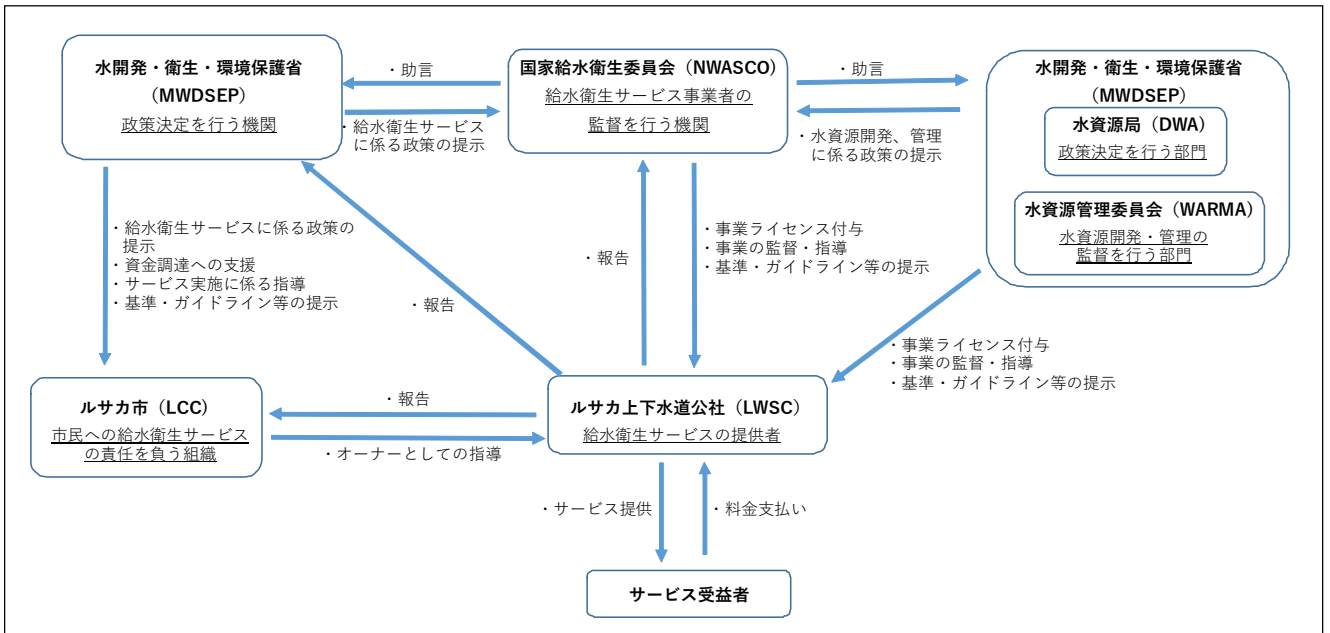 水開発・衛生・環境保護省
(MWDSEP)
政策決定を行う機関
・助言
・給水衛生サービス
に係る政策の提示
国家給水衛生委員会（NWASCO）
給水衛生サービス事業者の
監督を行う機関
・助言
・水資源開発、管理
に係る政策の提示
水開発・衛生・環境保護省
（MWDSEP）
水資源局（DWA）
政策決定を行う部門
水資源管理委員会（WARMA）
水資源開発・管理の
監督を行う部門
・給水衛生サービスに係る政策の
提示
・資金調達への支援
・サービス実施に係る指導
・基準・ガイドライン等の提示
・報告
・報告
・事業ライセンス付与
・事業の監督・指導
・基準・ガイドライン等の提示
・事業ライセンス付与
・事業の監督・指導
・基準・ガイドライン等の提示
ルサカ市（LCC）
市民への給水衛生サービス
の責任を負う組織
・報告
・オーナーとしての指導
ルサカ上下水道公社（LWSC）
給水衛生サービスの提供者
・サービス提供
・料金支払い
サービス受益者